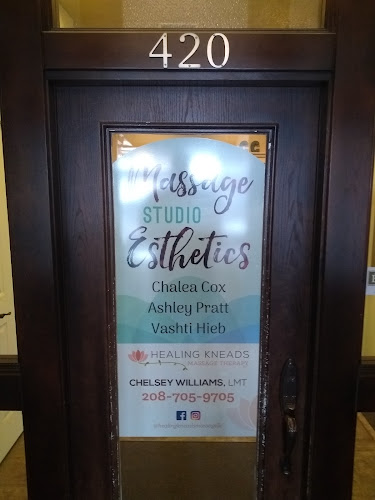 420
Massage
STUDIO
Esthetics
Chalea Cox
Ashley Pratt
Vashti Hieb
HEALING KNEADS
MASSAGE THERAPY
CHELSEY WILLIAMS, LMT
208-705-9705